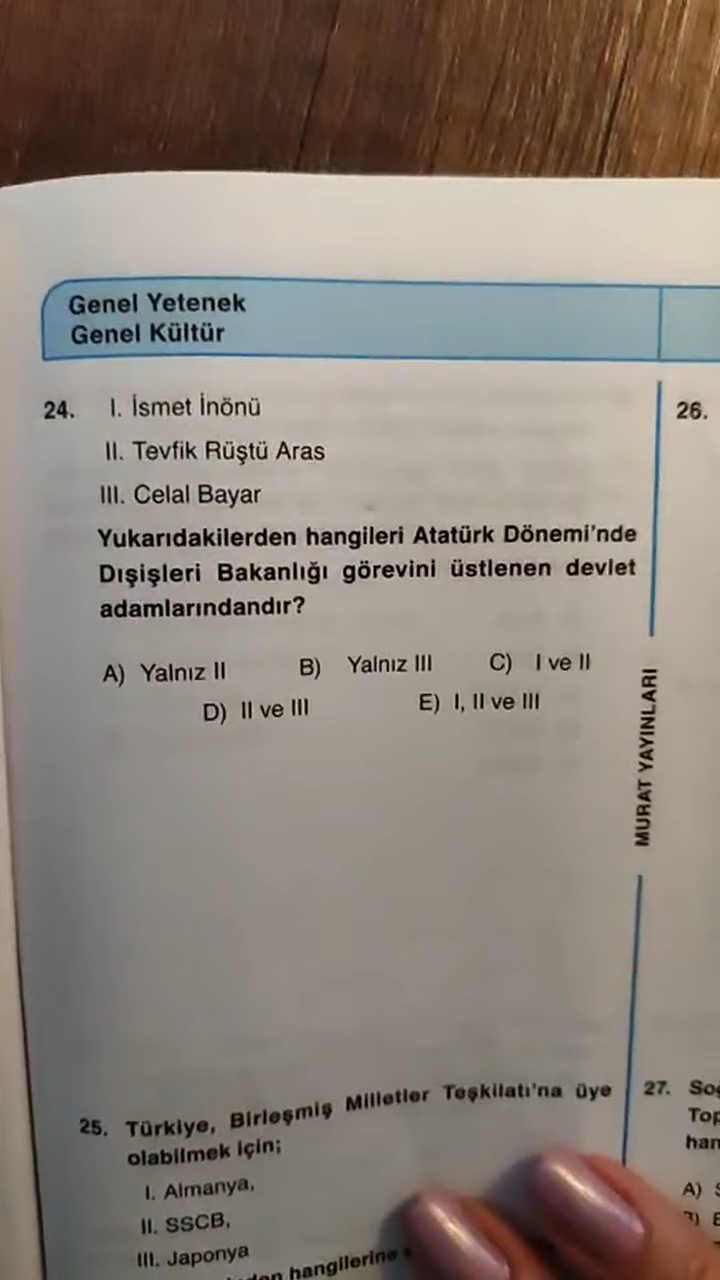 Genel Yetenek
Genel Kültür
24. I. İsmet İnönü
II. Tevfik Rüştü Aras
III. Celal Bayar
Yukarıdakilerden hangileri Atatürk Dönemi'nde
Dışişleri Bakanlığı görevini üstlenen devlet
adamlarındandır?
A) Yalnız II B) Yalnız III C) I ve II
D) II ve III E) I, II ve III
MURAT YAYINLARI
25. Türkiye, Birleşmiş Milletler Teşkilatı'na üye
olabilmek için;
I. Almanya,
II. SSCB,
III. Japonya
hangilerine
26.
27.
A)